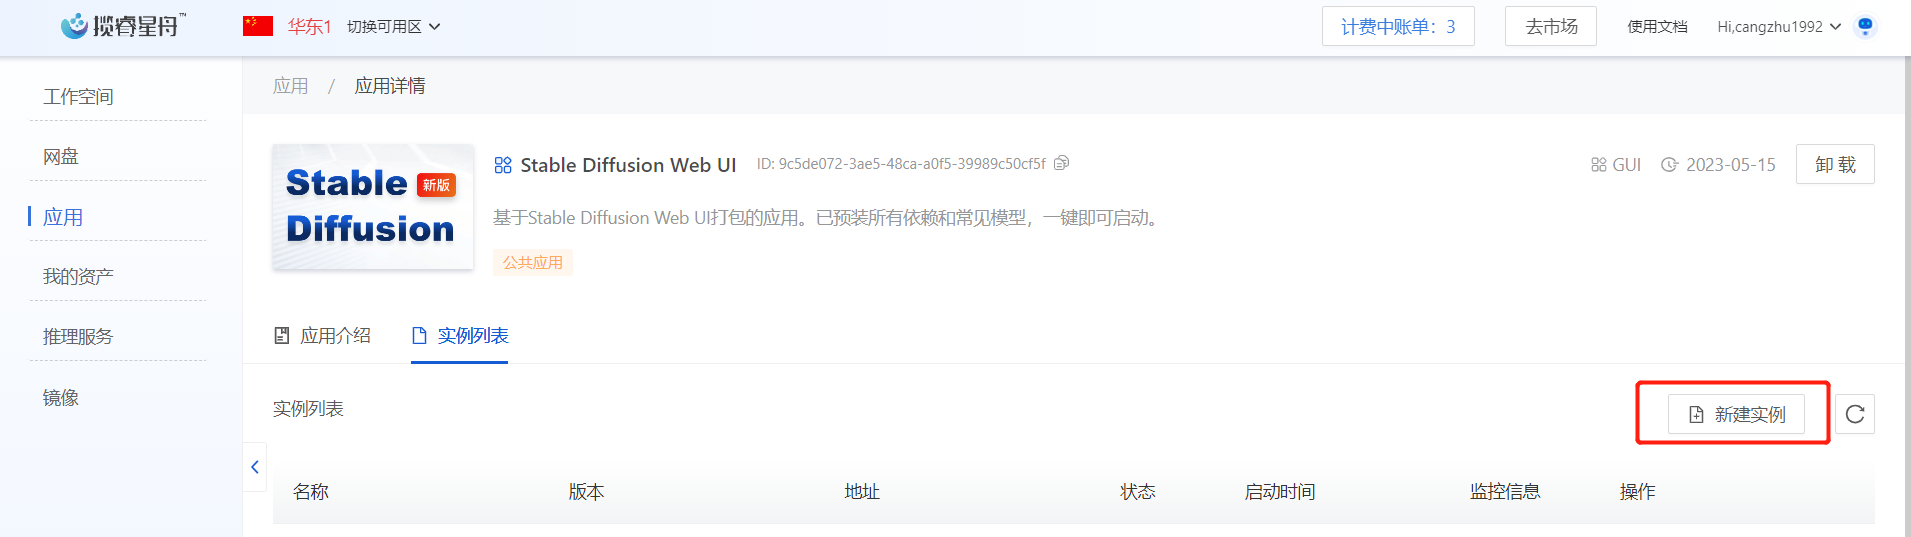 揽睿星舟™ 华东1 切换可用区 计费中账单：3 去市场 使用文档 Hi,cangzhu1992
工作空间
网盘
应用
我的资产
推理服务
镜像
应用 / 应用详情
Stable 新版
Diffusion
Stable Diffusion Web UI ID: 9c5de072-3ae5-48ca-a0f5-39989c50cf5f GUI 2023-05-15 卸 载
基于Stable Diffusion Web UI打包的应用。已预装所有依赖和常见模型，一键即可启动。
公共应用
应用介绍 实例列表
实例列表 新建实例
名称 版本 地址 状态 启动时间 监控信息 操作